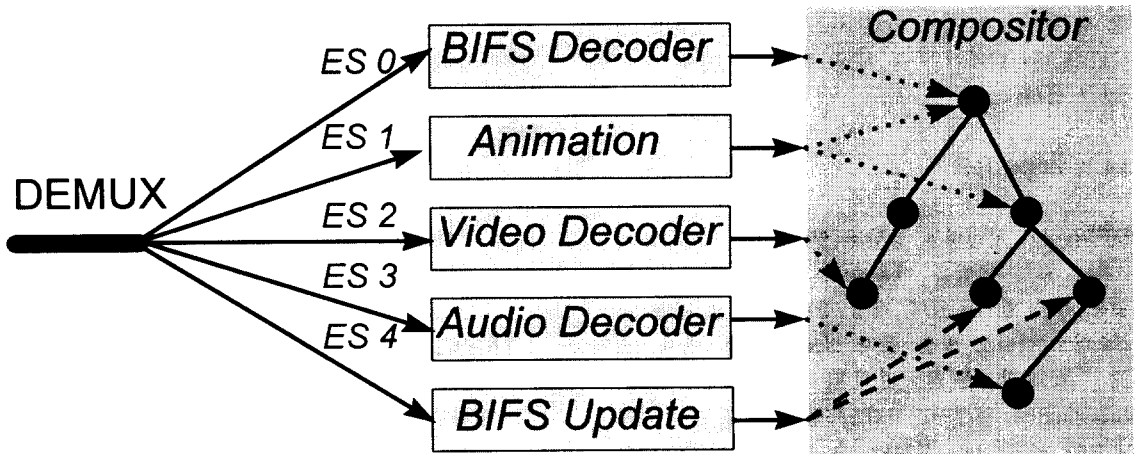 Compositor
BIFS Decoder
ES 0
ES 1
Animation
DEMUX
ES 2
Video Decoder
ES 3
Audio Decoder
ES 4
BIFS Update